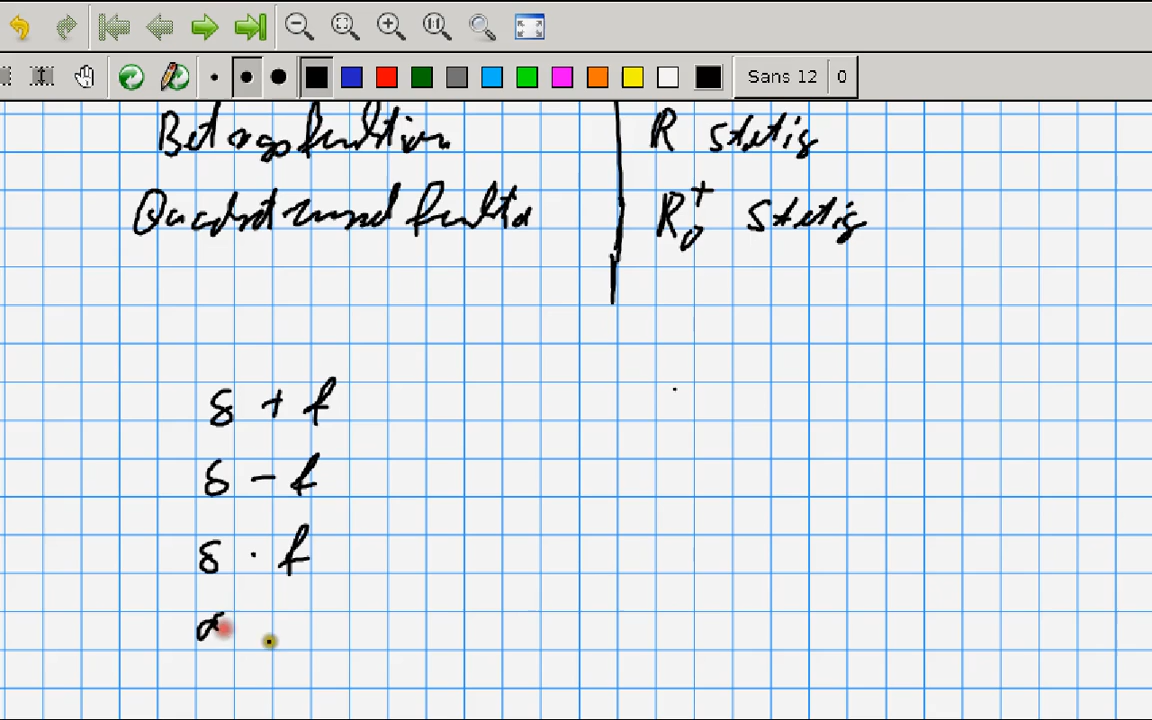 Sans 12 0
Betragsfunktion R stetig
Quadratwurzelfunktion R₀⁺ stetig
g + f
g - f
g · f